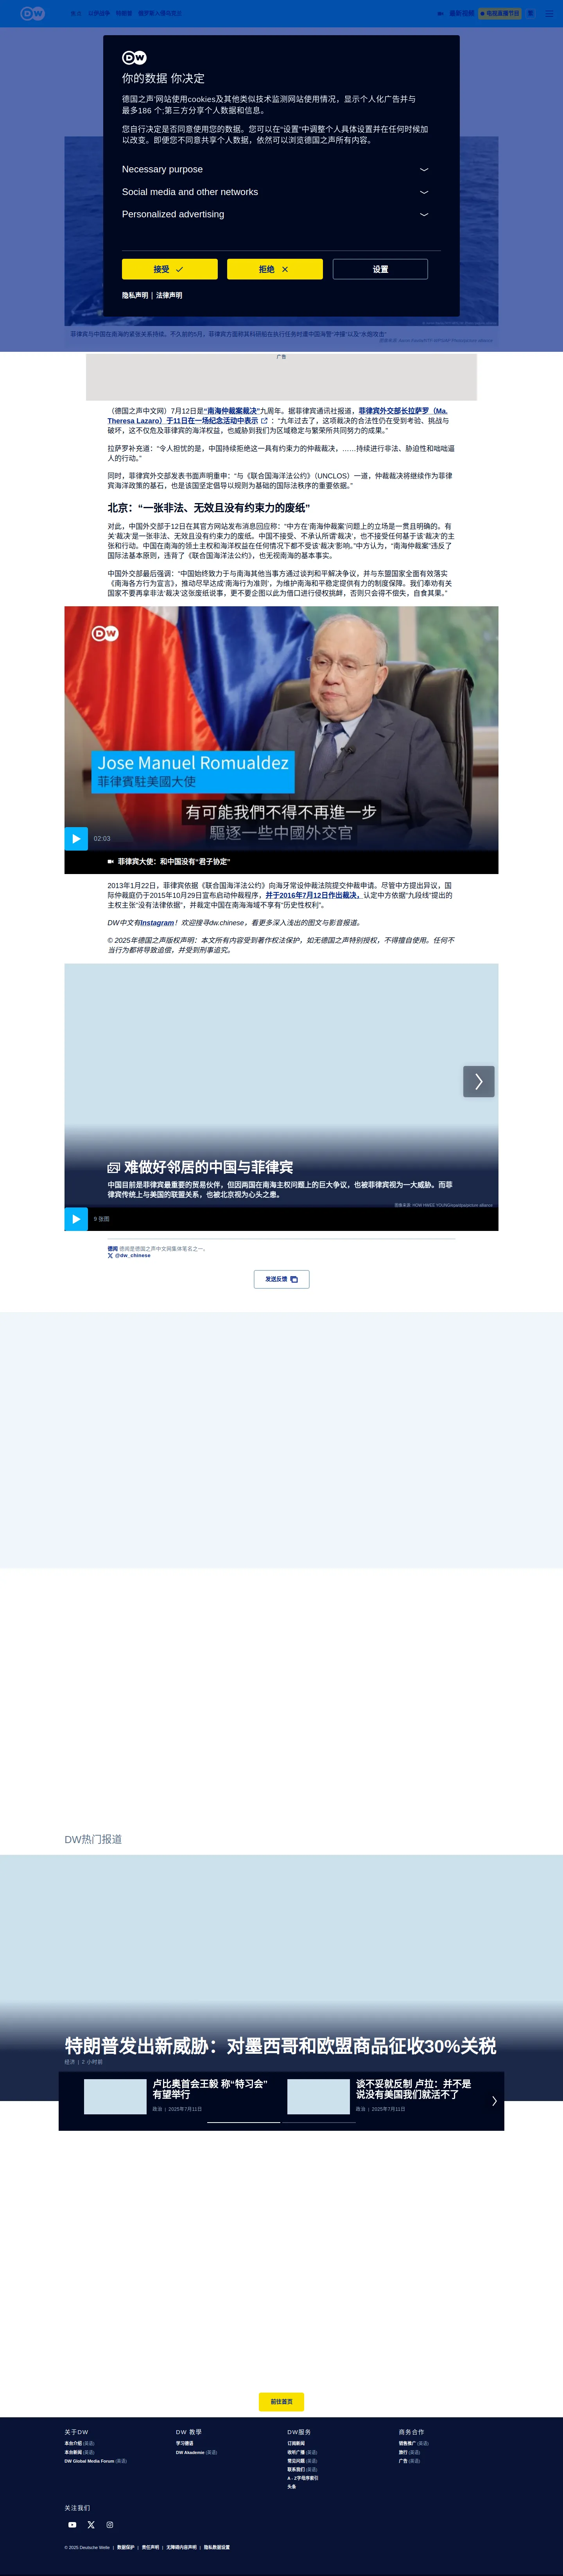 DW
你的数据 你决定
德国之声'网站使用cookies及其他类似技术监测网站使用情况，显示个人化广告并与
最多186 个;第三方分享个人数据和信息。
您自行决定是否同意使用您的数据。您可以在“设置”中调整个人具体设置并在任何时候加
以改变。即便您不同意共享个人数据，依然可以浏览德国之声所有内容。
Necessary purpose
Social media and other networks
Personalized advertising
接受
拒绝
设置
隐私声明 | 法律声明
菲律宾与中国在南海的紧张关系持续。不久前的5月，菲律宾方面称其科研船在执行任务时遭中国海警“冲撞”以及“水炮攻击”
广告
（德国之声中文网）7月12日是“南海仲裁案裁决”九周年。据菲律宾通讯社报道，菲律宾外交部长拉萨罗（Ma.
Theresa Lazaro）于11日在一场纪念活动中表示 ：“九年过去了，这项裁决的合法性仍在受到考验、挑战与
破坏，这不仅危及菲律宾的海洋权益，也威胁到我们为区域稳定与繁荣所共同努力的成果。”
拉萨罗补充道：“令人担忧的是，中国持续拒绝这一具有约束力的仲裁裁决，……持续进行非法、胁迫性和咄咄逼
人的行动。”
同时，菲律宾外交部发表书面声明重申：“与《联合国海洋法公约》（UNCLOS）一道，仲裁裁决将继续作为菲律
宾海洋政策的基石，也是该国坚定倡导以规则为基础的国际法秩序的重要依据。”
北京：“一张非法、无效且没有约束力的废纸”
对此，中国外交部于12日在其官方网站发布消息回应称：“中方在‘南海仲裁案’问题上的立场是一贯且明确的。有
关‘裁决’是一张非法、无效且没有约束力的废纸。中国不接受、不承认所谓‘裁决’，也不接受任何基于该‘裁决’的主
张和行动。中国在南海的领土主权和海洋权益在任何情况下都不受该‘裁决’影响。”中方认为，“南海仲裁案”违反了
国际法基本原则，违背了《联合国海洋法公约》，也无视南海的基本事实。
中国外交部最后强调：“中国始终致力于与南海其他当事方通过谈判和平解决争议，并与东盟国家全面有效落实
《南海各方行为宣言》，推动尽早达成‘南海行为准则’，为维护南海和平稳定提供有力的制度保障。我们奉劝有关
国家不要再拿非法‘裁决’这张废纸说事，更不要企图以此为借口进行侵权挑衅，否则只会得不偿失，自食其果。”
DW
Jose Manuel Romualdez
菲律賓駐美國大使
有可能我們不得不再進一步
驅逐一些中國外交官
02:03
菲律宾大使：和中国没有“君子协定”
2013年1月22日，菲律宾依据《联合国海洋法公约》向海牙常设仲裁法院提交仲裁申请。尽管中方提出异议，国
际仲裁庭仍于2015年10月29日宣布启动仲裁程序，并于2016年7月12日作出裁决，认定中方依据“九段线”提出的
主权主张“没有法律依据”，并裁定中国在南海海域不享有“历史性权利”。
DW中文有Instagram！欢迎搜寻dw.chinese，看更多深入浅出的图文与影音报道。
© 2025年德国之声版权声明：本文所有内容受到著作权法保护，如无德国之声特别授权，不得擅自使用。任何不
当行为都将导致追偿，并受到刑事追究。
难做好邻居的中国与菲律宾
中国目前是菲律宾最重要的贸易伙伴，但因两国在南海主权问题上的巨大争议，也被菲律宾视为一大威胁。而菲
律宾传统上与美国的联盟关系，也被北京视为心头之患。
图像来源: HOW HWEE YOUNG/epa/dpa/picture alliance
9 张图
德闻 德闻是德国之声中文网集体笔名之一。
@dw_chinese
发送反馈
DW热门报道
特朗普发出新威胁：对墨西哥和欧盟商品征收30%关税
经济 | 2 小时前
卢比奥首会王毅 称“特习会”
有望举行
政治 | 2025年7月11日
谈不妥就反制 卢拉：并不是
说没有美国我们就活不了
政治 | 2025年7月11日
前往首页
关于DW
本台介绍 (英语)
本台新闻 (英语)
DW Global Media Forum (英语)
DW 教學
学习德语
DW Akademie (英语)
DW服务
订阅新闻
收听广播 (英语)
常见问题 (英语)
联系我们 (英语)
A - Z字母序索引
头条
商务合作
销售推广 (英语)
旅行 (英语)
广告 (英语)
关注我们
© 2025 Deutsche Welle | 数据保护 | 责任声明 | 无障碍内容声明 | 隐私数据设置